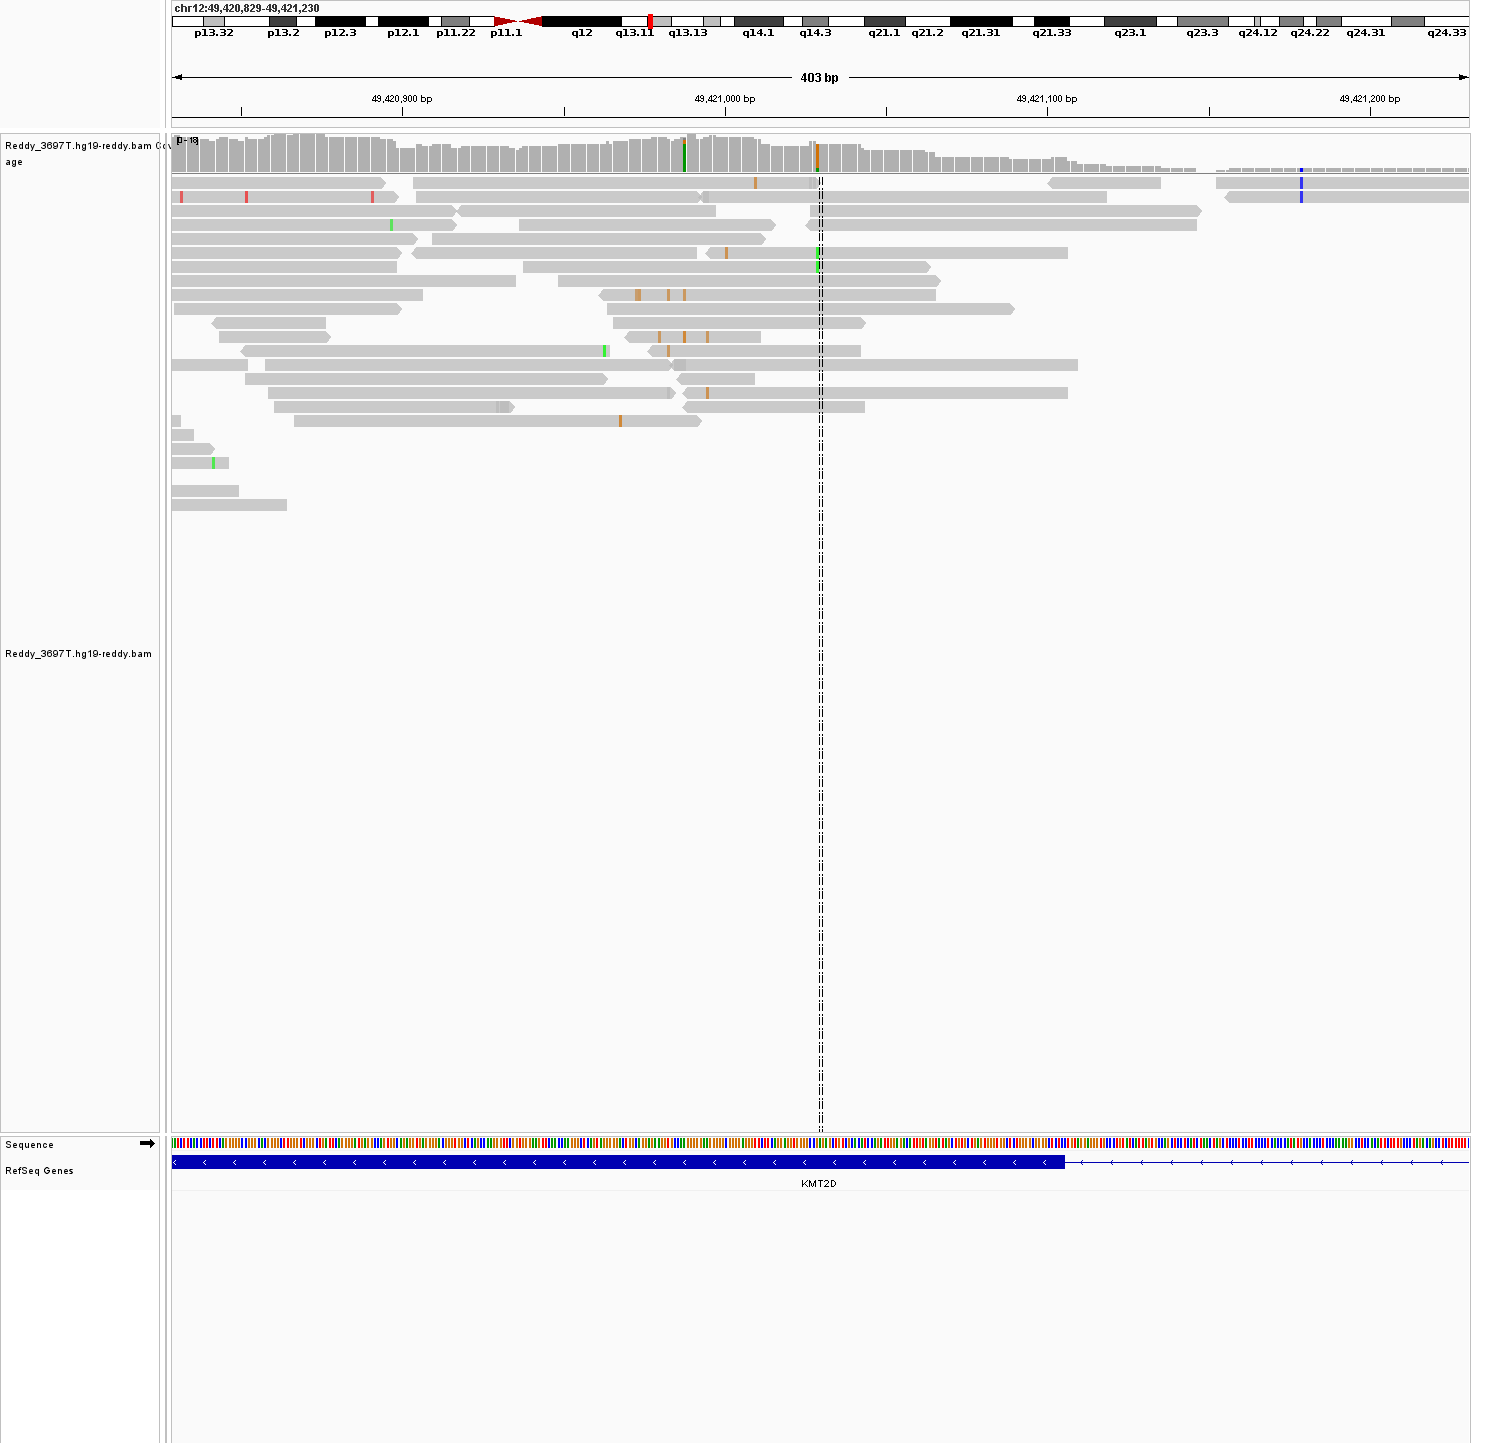 chr12:49,420,829-49,421,230
p13.32 p13.2 p12.3 p12.1 p11.22 p11.1 q12 q13.11 q13.13 q14.1 q14.3 q21.1 q21.2 q21.31 q21.33 q23.1 q23.3 q24.12 q24.22 q24.31 q24.33
403 bp
49,420,900 bp 49,421,000 bp 49,421,100 bp 49,421,200 bp
[0 - 18]
Reddy_3697T.hg19-reddy.bam Cov
age
Reddy_3697T.hg19-reddy.bam
Sequence
RefSeq Genes
KMT2D